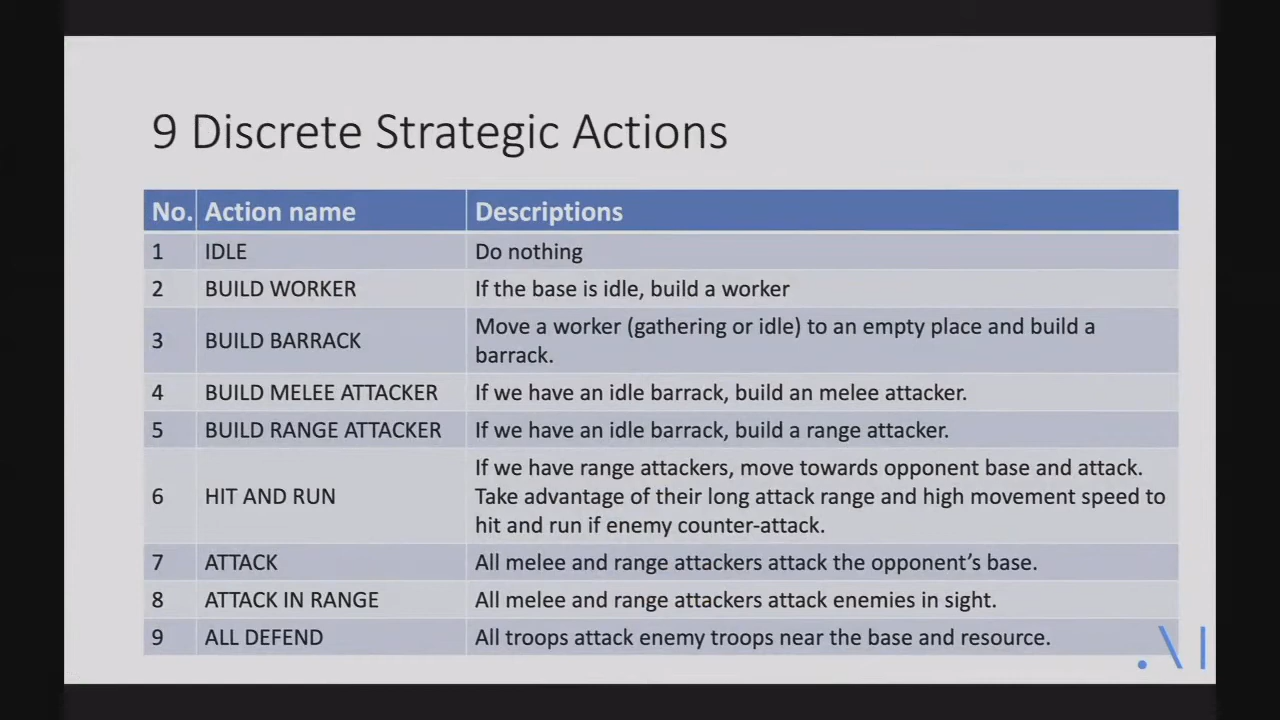 9 Discrete Strategic Actions
No. Action name Descriptions
1 IDLE Do nothing
2 BUILD WORKER If the base is idle, build a worker
3 BUILD BARRACK Move a worker (gathering or idle) to an empty place and build a
barrack.
4 BUILD MELEE ATTACKER If we have an idle barrack, build an melee attacker.
5 BUILD RANGE ATTACKER If we have an idle barrack, build a range attacker.
6 HIT AND RUN If we have range attackers, move towards opponent base and attack.
Take advantage of their long attack range and high movement speed to
hit and run if enemy counter-attack.
7 ATTACK All melee and range attackers attack the opponent’s base.
8 ATTACK IN RANGE All melee and range attackers attack enemies in sight.
9 ALL DEFEND All troops attack enemy troops near the base and resource.
.AI